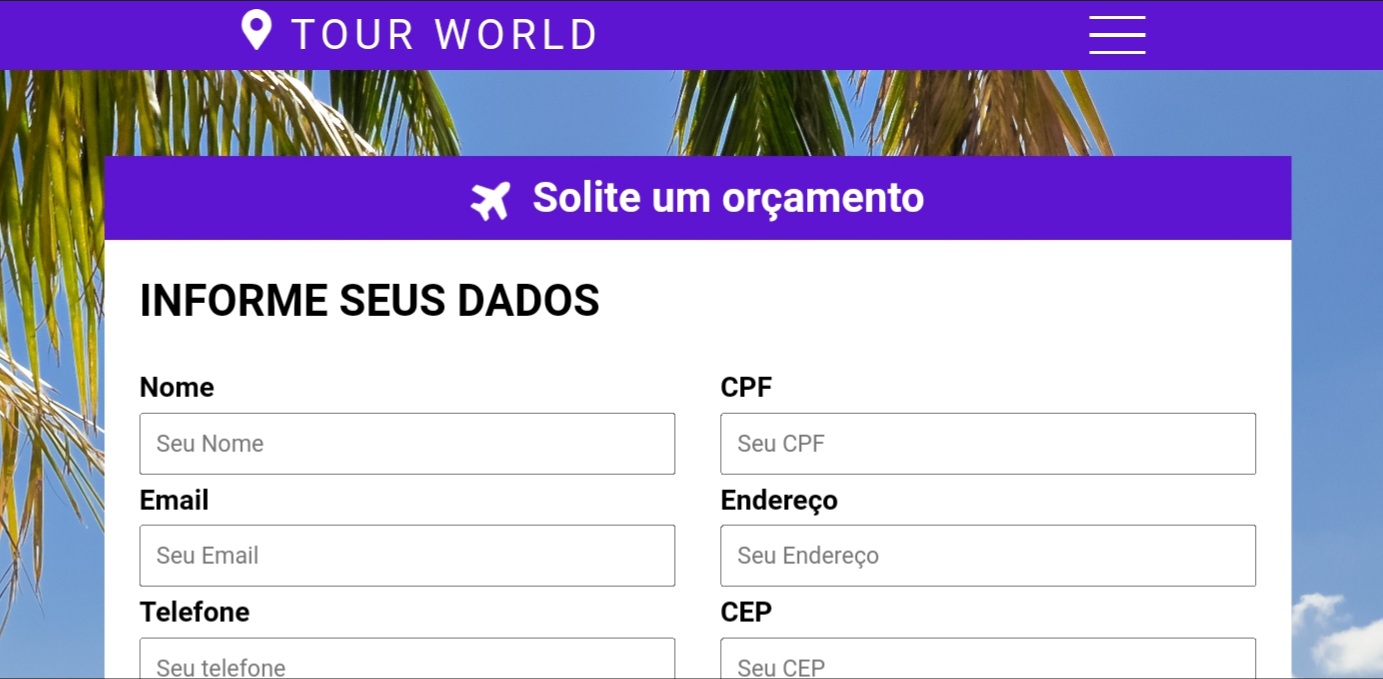 TOUR WORLD
Solite um orçamento
INFORME SEUS DADOS
Nome
CPF
Seu Nome
Seu CPF
Email
Endereço
Seu Email
Seu Endereço
Telefone
CEP
Seu telefone
Seu CEP